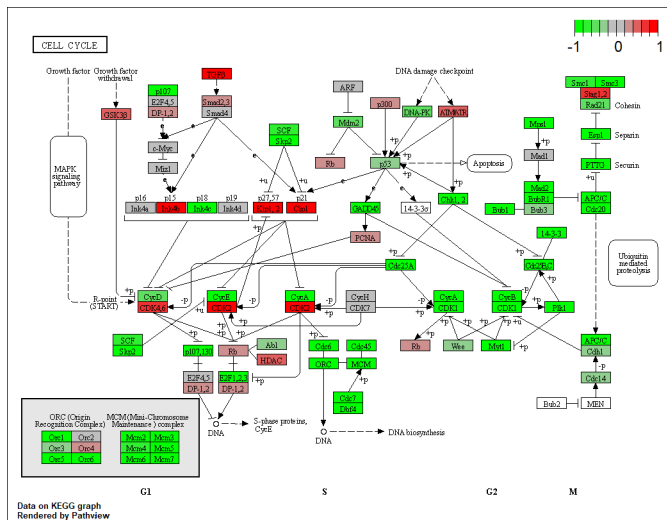 CELL CYCLE
-1 0 1
Growth factor
Growth factor
withdrawal
TGFβ
ARF
DNA damage checkpoint
Smc1 Smc3
Stag1,2
Rad21
Cohesin
p107
E2F4,5
DP-1,2
Smad2,3
Smad4
GSK3β
Mdm2
p300
DNA-PK
ATM/ATR
Mps1
Esp1
Separin
SCF
Skp2
c-Myc
Miz1
Rb
p53
Apoptosis
Mad1
PTTG
Securin
MAPK
signaling
pathway
Mad2
BubR1
Bub3
Bub1
APC/C
Cdc20
p16 p15 p18 p19 p27,57 p21
Ink4a Ink4b Ink4c Ink4d Kip1,2 Cip1
GADD45
14-3-3σ
Chk1,2
14-3-3
PCNA
Cdc25A
Cdc25B,C
Ubiquitin
mediated
proteolysis
R-point
(START)
CycD
CDK4,6
CycE
CDK2
CycA
CDK2
CycH
CDK7
CycA
CDK1
CycB
CDK1
Plk1
SCF
Skp2
p107,130
E2F4,5
DP-1,2
Rb
Abl
HDAC
E2F1,2,3
DP-1,2
Cdc6
Cdc45
ORC
MCM
Cdc7
Dbf4
Rb
Wee
Myt1
APC/C
Cdh1
Cdc14
Bub2
MEN
DNA
S-phase proteins,
CycE
DNA
DNA biosynthesis
ORC (Origin
Recognition Complex)
MCM (Mini-Chromosome
Maintenance ) complex
Orc1 Orc2 Mcm2 Mcm3
Orc3 Orc4 Mcm4 Mcm5
Orc5 Orc6 Mcm6 Mcm7
G1 S G2 M
Data on KEGG graph
Rendered by Pathview